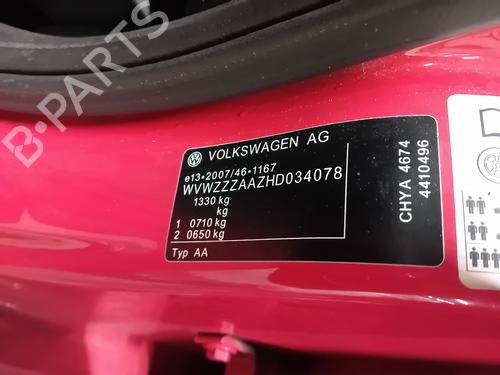 VOLKSWAGEN AG
e13*2007/46*1167
WVWZZZAAZHD034078
1330 kg
kg
1 0710 kg
2 0650 kg
Typ AA
CHYA 4674
4410496
B-PARTS